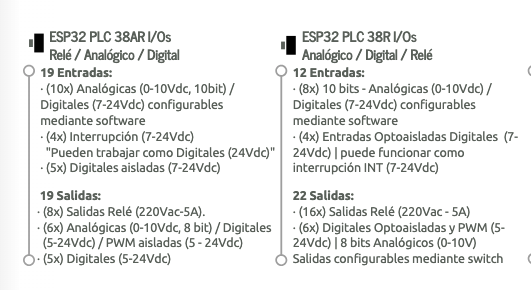 ESP32 PLC 38AR I/Os
Relé / Analógico / Digital
19 Entradas:
· (10x) Analógicas (0-10Vdc, 10bit) /
Digitales (7-24Vdc) configurables
mediante software
· (4x) Interrupción (7-24Vdc)
"Pueden trabajar como Digitales (24Vdc)"
· (5x) Digitales aisladas (7-24Vdc)
19 Salidas:
· (8x) Salidas Relé (220Vac-5A).
· (6x) Analógicas (0-10Vdc, 8 bit) / Digitales
(5-24Vdc) / PWM aisladas (5 - 24Vdc)
· (5x) Digitales (5-24Vdc)
ESP32 PLC 38R I/Os
Analógico / Digital / Relé
12 Entradas:
· (8x) 10 bits - Analógicas (0-10Vdc) /
Digitales (7-24Vdc) configurables
mediante software
· (4x) Entradas Optoaisladas Digitales (7-
24Vdc) | puede funcionar como
interrupción INT (7-24Vdc)
22 Salidas:
· (16x) Salidas Relé (220Vac - 5A)
· (6x) Digitales Optoaisladas y PWM (5-
24Vdc) | 8 bits Analógicos (0-10V)
Salidas configurables mediante switch